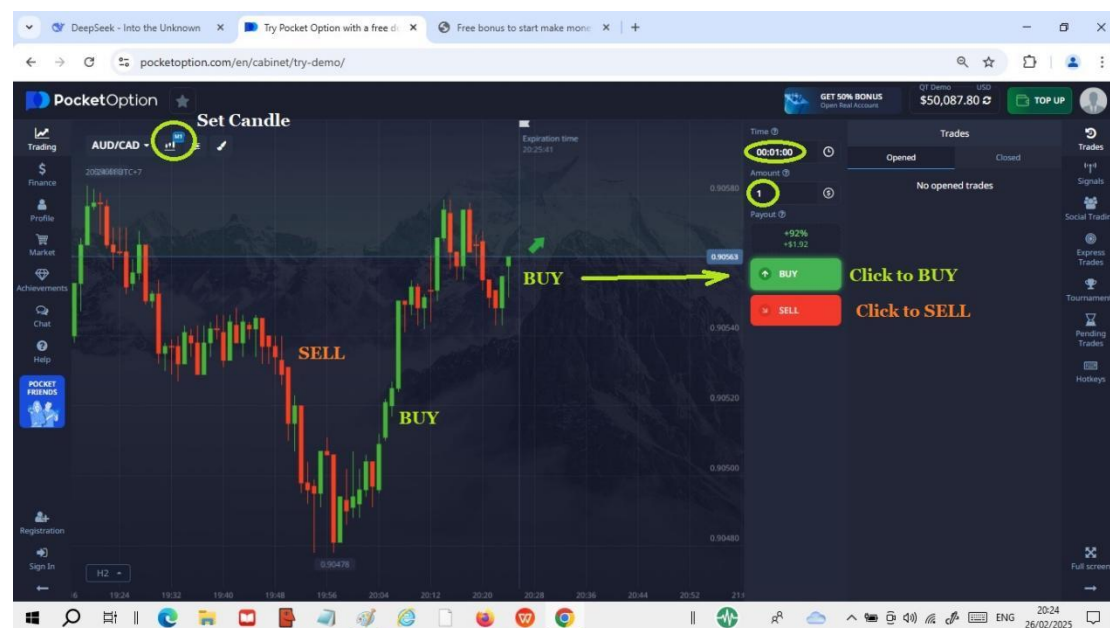 DeepSeek - Into the Unknown
Try Pocket Option with a free d
Free bonus to start make mone
pocketoption.com/en/cabinet/try-demo/
PocketOption
GET 50% BONUS
Open Real Account
QT Demo USD
$50,087.80
TOP UP
Set Candle
Trading
Finance
Profile
Market
Achievements
Chat
Help
POCKET
FRIENDS
Registration
Sign In
AUD/CAD
M1
Expiration time
20:25:41
BUY
SELL
BUY
0.90580
0.90563
0.90540
0.90520
0.90500
0.90480
0.90478
H2
6 19:24 19:32 19:40 19:48 19:56 20:04 20:12 20:20 20:28 20:36 20:44 20:52 21:
Time
00:01:00
Amount
1
Payout
+92%
+$1.92
BUY
Click to BUY
SELL
Click to SELL
Trades
Opened Closed
No opened trades
Trades
Signals
Social Tradin
Express
Trades
Tournamen
Pending
Trades
Hotkeys
Full screen
ENG
20:24
26/02/2025